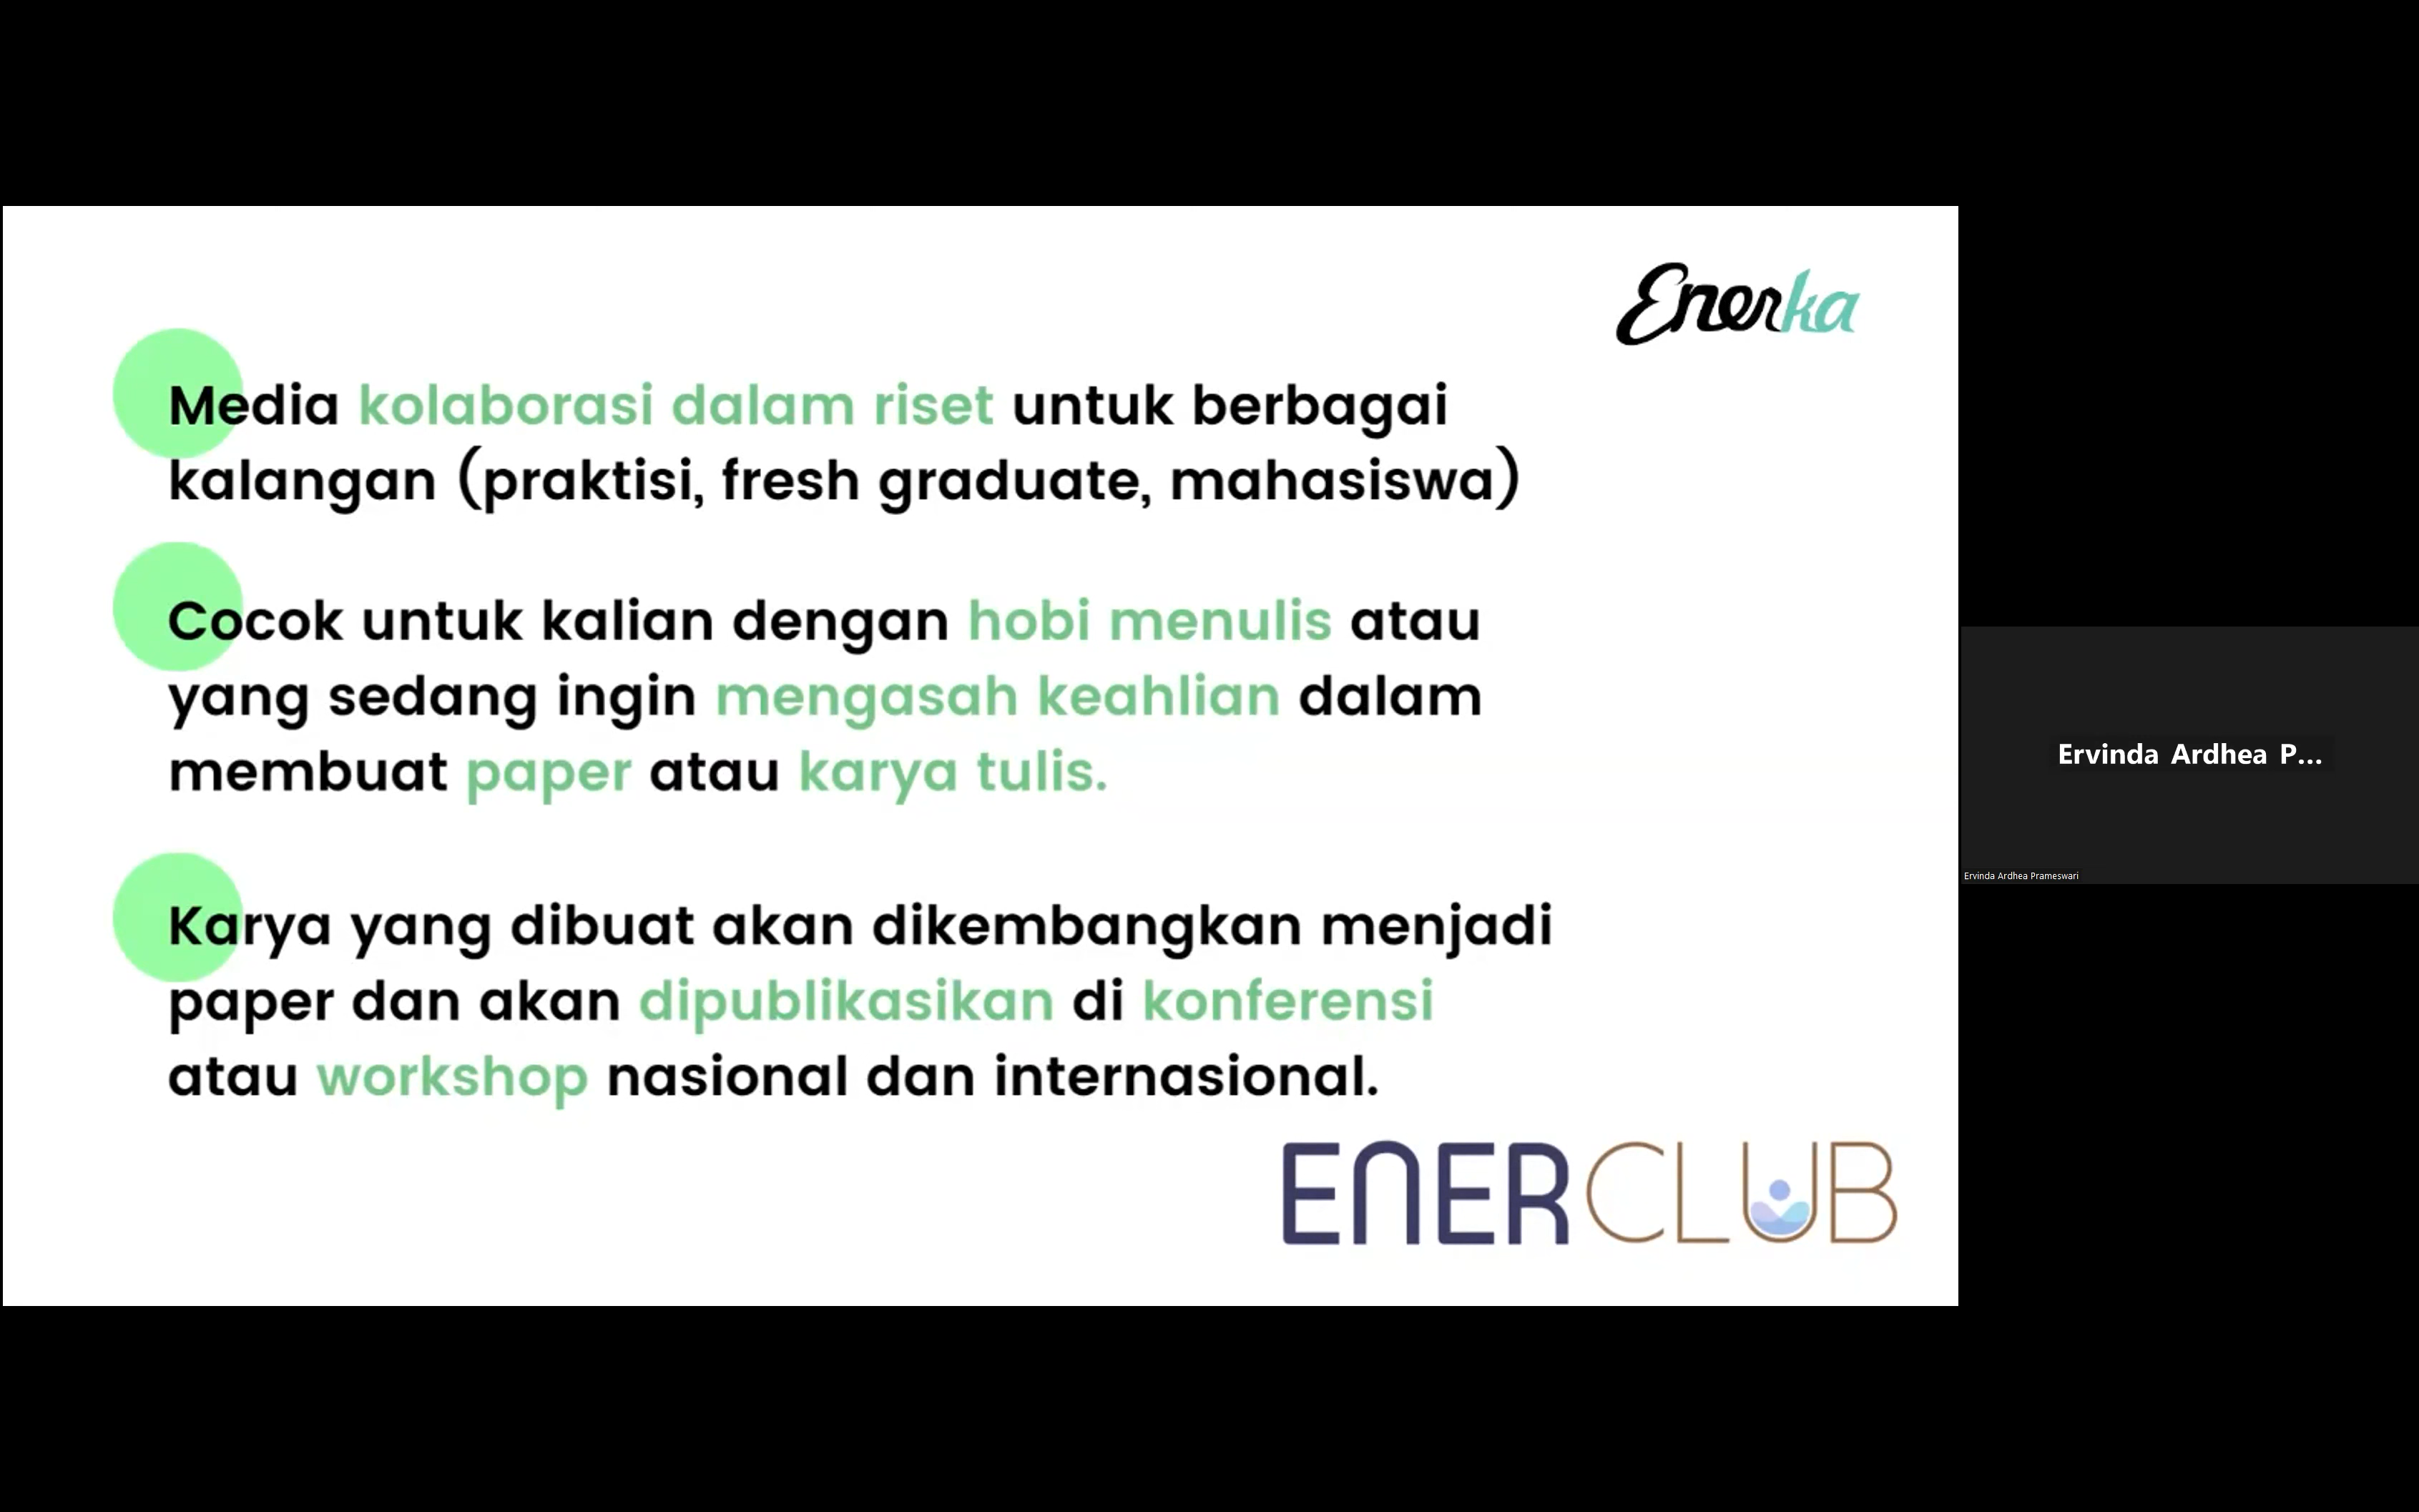 Enerka
Media kolaborasi dalam riset untuk berbagai
kalangan (praktisi, fresh graduate, mahasiswa)
Cocok untuk kalian dengan hobi menulis atau
yang sedang ingin mengasah keahlian dalam
membuat paper atau karya tulis.
Karya yang dibuat akan dikembangkan menjadi
paper dan akan dipublikasikan di konferensi
atau workshop nasional dan internasional.
ENERCLUB
Ervinda Ardhea P...
Ervinda Ardhea Prameswari